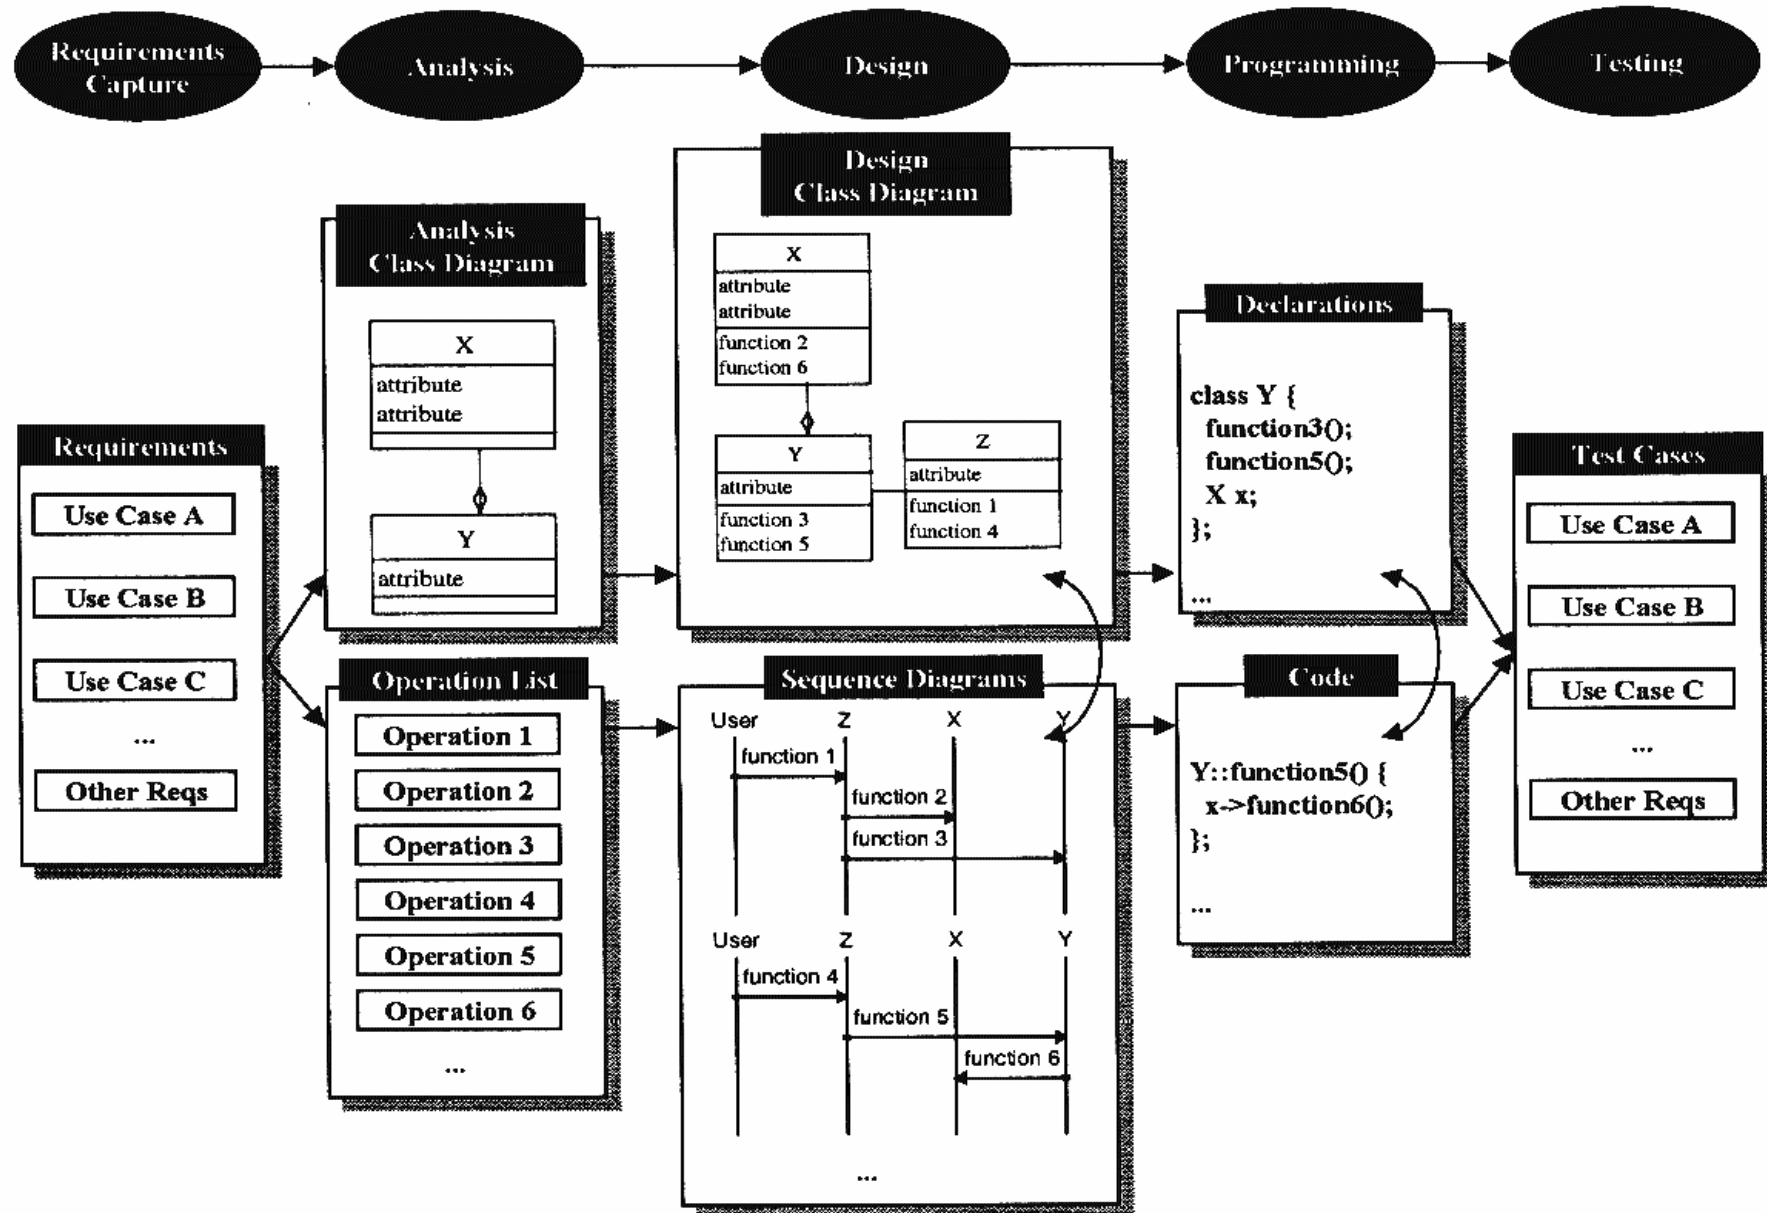 Requirements
Capture
Analysis
Design
Programming
Testing
Requirements
Use Case A
Use Case B
Use Case C
...
Other Reqs
Analysis
Class Diagram
X
attribute
attribute
Y
attribute
Operation List
Operation 1
Operation 2
Operation 3
Operation 4
Operation 5
Operation 6
...
Design
Class Diagram
X
attribute
attribute
function 2
function 6
Y
attribute
function 3
function 5
Z
attribute
function 1
function 4
Sequence Diagrams
User Z X Y
function 1
function 2
function 3
User Z X Y
function 4
function 5
function 6
...
Declarations
class Y {
function3();
function5();
X x;
};
...
Code
Y::function5() {
x->function6();
};
...
Test Cases
Use Case A
Use Case B
Use Case C
...
Other Reqs